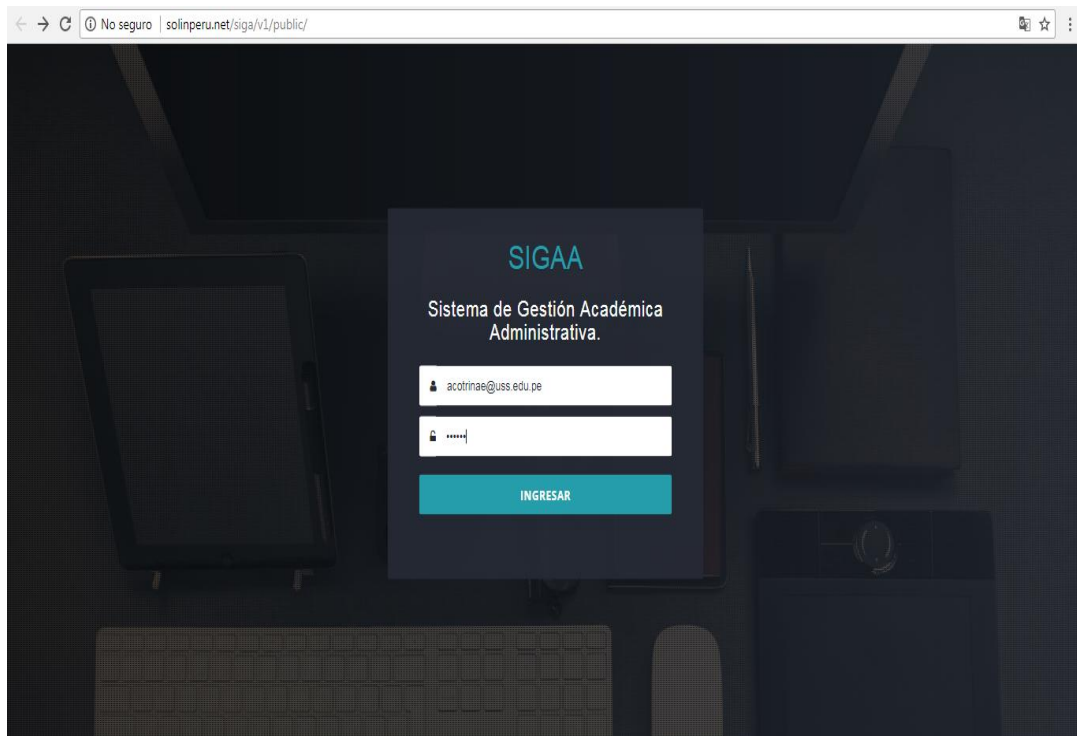 No seguro | solinperu.net/siga/v1/public/
SIGAA
Sistema de Gestión Académica
Administrativa.
acotrinae@uss.edu.pe
••••••
INGRESAR